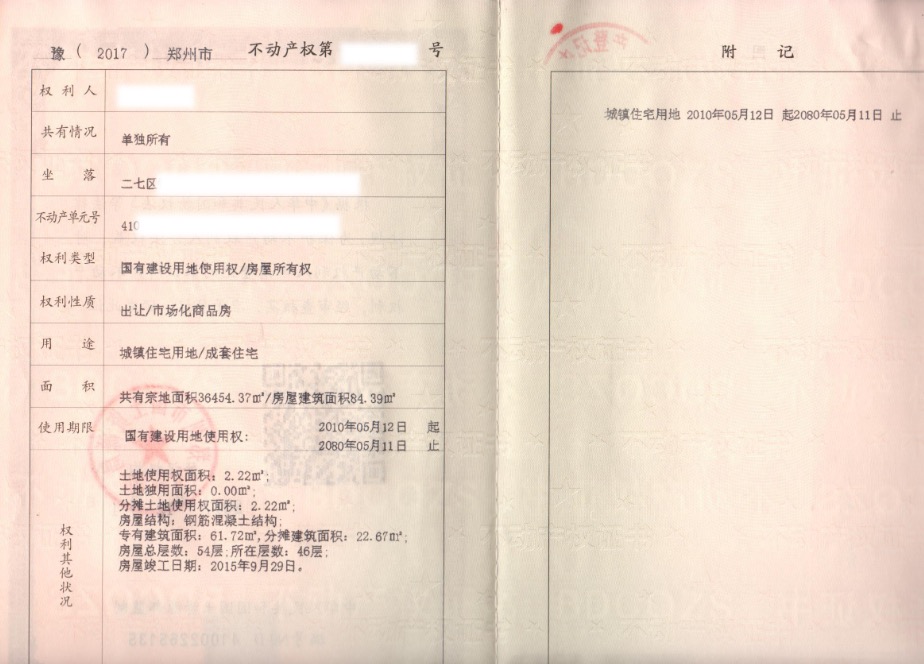 豫 ( 2017 ) 郑州市 不动产权第 号
权利人
共有情况 单独所有
坐落 二七区
不动产单元号 410
权利类型 国有建设用地使用权/房屋所有权
权利性质 出让/市场化商品房
用途 城镇住宅用地/成套住宅
面积 共有宗地面积36454.37㎡/房屋建筑面积84.39㎡
使用期限 国有建设用地使用权: 2010年05月12日 起
2080年05月11日 止
权利其他状况
土地使用权面积: 2.22㎡;
土地独用面积: 0.00㎡;
分摊土地使用权面积: 2.22㎡;
房屋结构: 钢筋混凝土结构;
专有建筑面积: 61.72㎡,分摊建筑面积: 22.67㎡;
房屋总层数: 54层;所在层数: 46层;
房屋竣工日期: 2015年9月29日。
附记
城镇住宅用地 2010年05月12日 起2080年05月11日 止